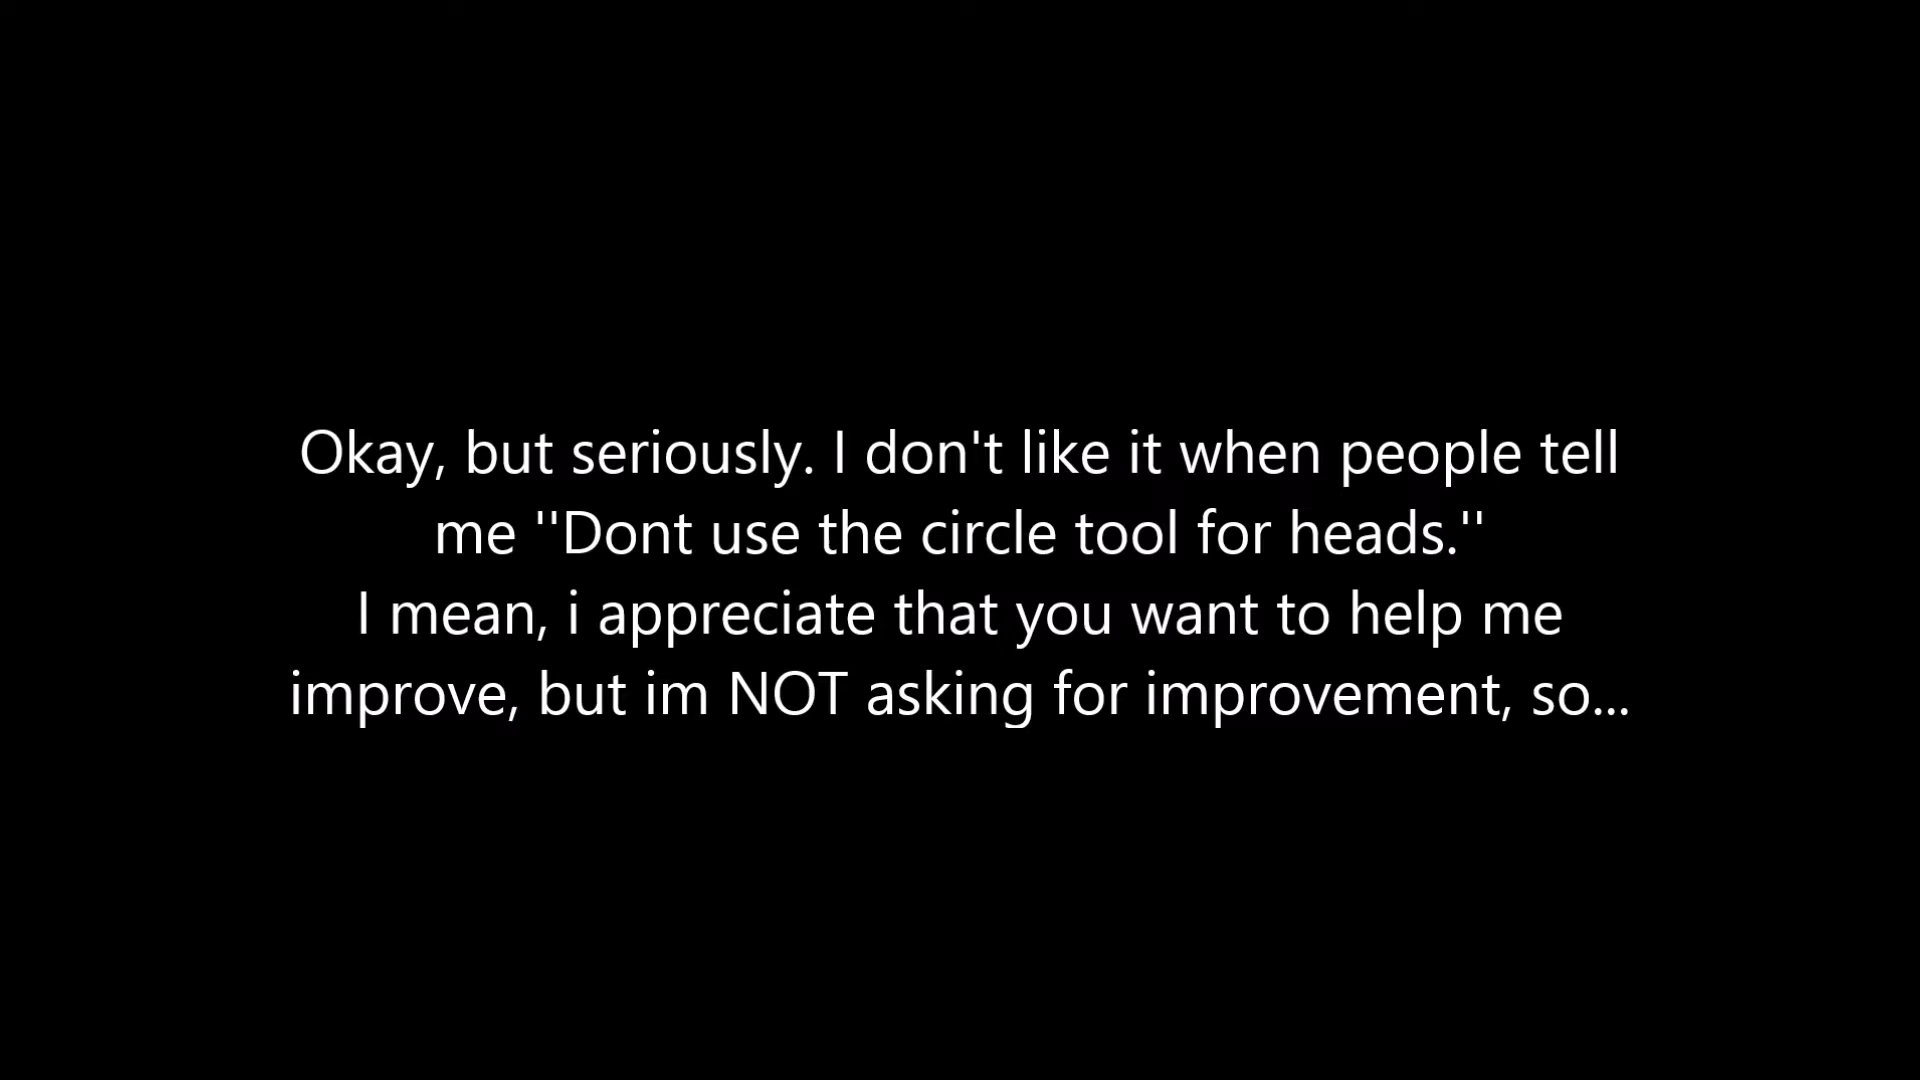 Okay, but seriously. I don't like it when people tell
me ''Dont use the circle tool for heads.''
I mean, i appreciate that you want to help me
improve, but im NOT asking for improvement, so...